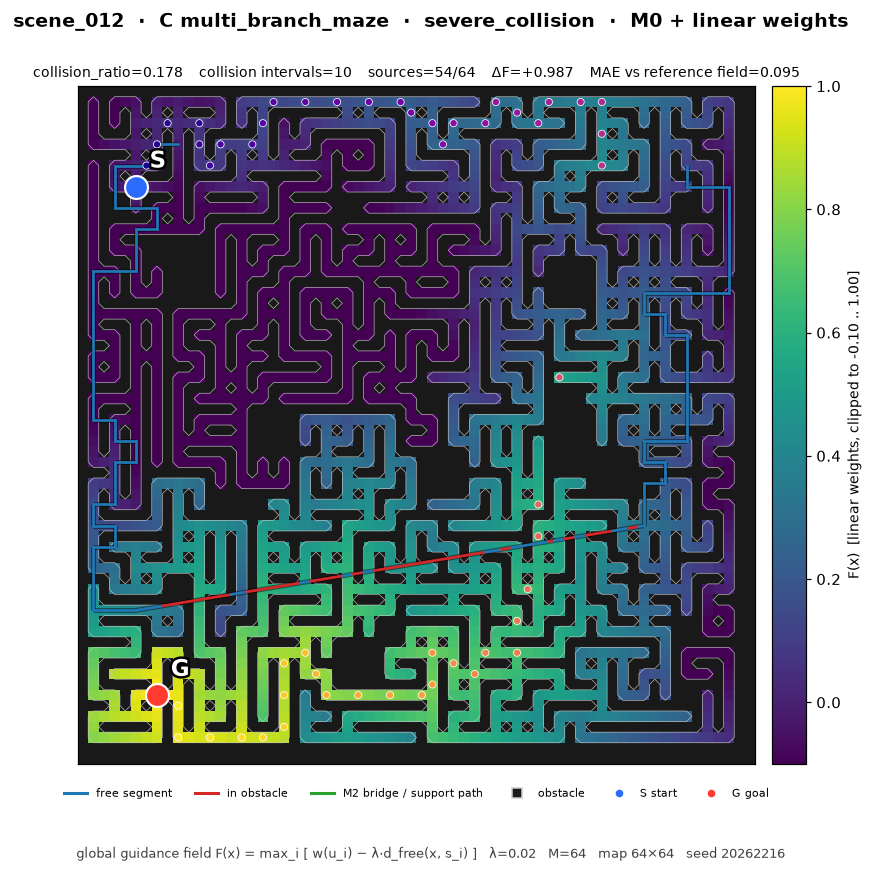 scene_012 · C multi_branch_maze · severe_collision · M0 + linear weights
collision_ratio=0.178 collision intervals=10 sources=54/64 ΔF=+0.987 MAE vs reference field=0.095
S
G
1.0
0.8
0.6
0.4
0.2
0.0
F(x) [linear weights, clipped to -0.10 .. 1.00]
free segment
in obstacle
M2 bridge / support path
obstacle
S start
G goal
global guidance field F(x) = max_i [ w(u_i) − λ·d_free(x, s_i) ] λ=0.02 M=64 map 64×64 seed 20262216